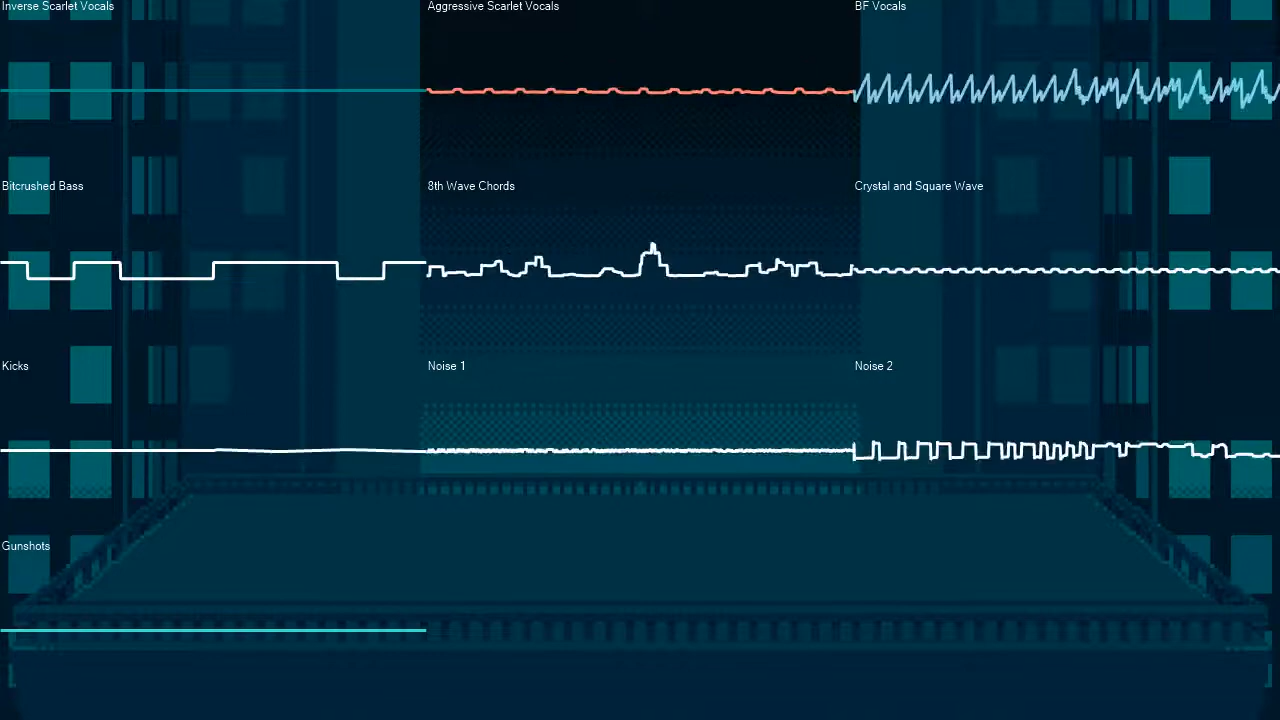 Inverse Scarlet Vocals
Aggressive Scarlet Vocals
BF Vocals
Bitcrushed Bass
8th Wave Chords
Crystal and Square Wave
Kicks
Noise 1
Noise 2
Gunshots